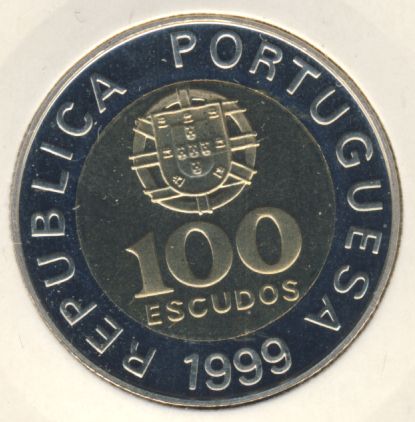 REPUBLICA PORTUGUESA
100
ESCUDOS
1999